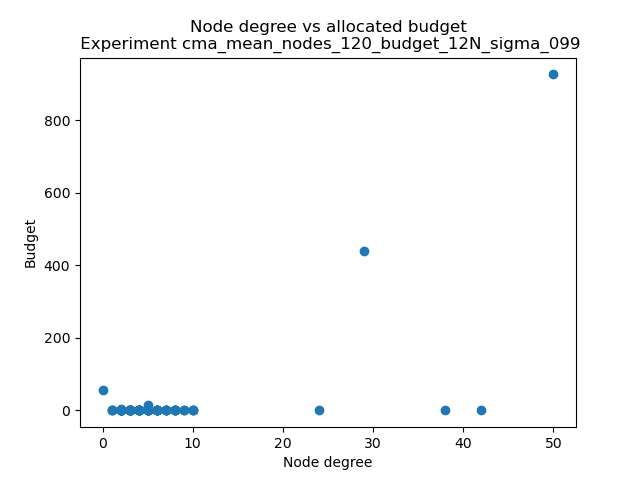 Node degree vs allocated budget
Experiment cma_mean_nodes_120_budget_12N_sigma_099
Budget
800
600
400
200
0
0 10 20 30 40 50
Node degree